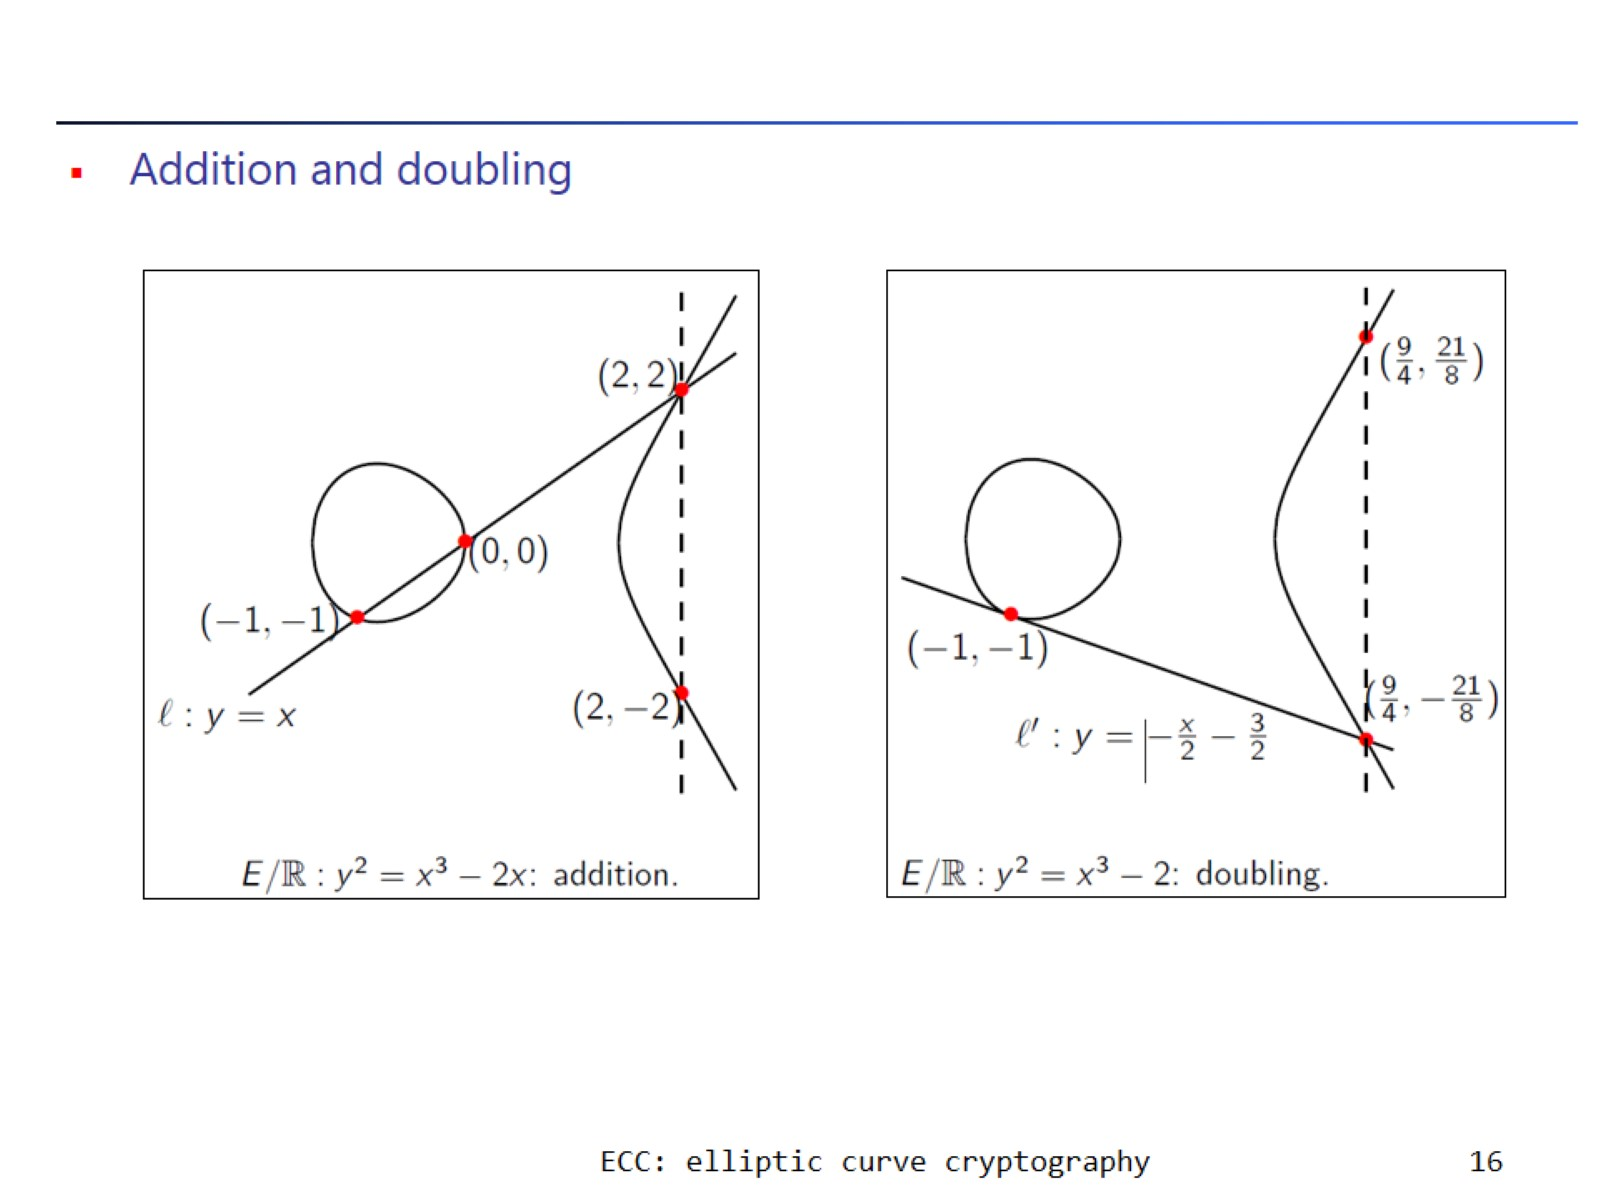 Addition and doubling
(2, 2)
(0, 0)
(−1, −1)
(2, −2)
ℓ : y = x
E/ℝ : y² = x³ − 2x: addition.
(9/4, 21/8)
(−1, −1)
(9/4, −21/8)
ℓ′ : y = |−x/2 − 3/2
E/ℝ : y² = x³ − 2: doubling.
ECC: elliptic curve cryptography
16